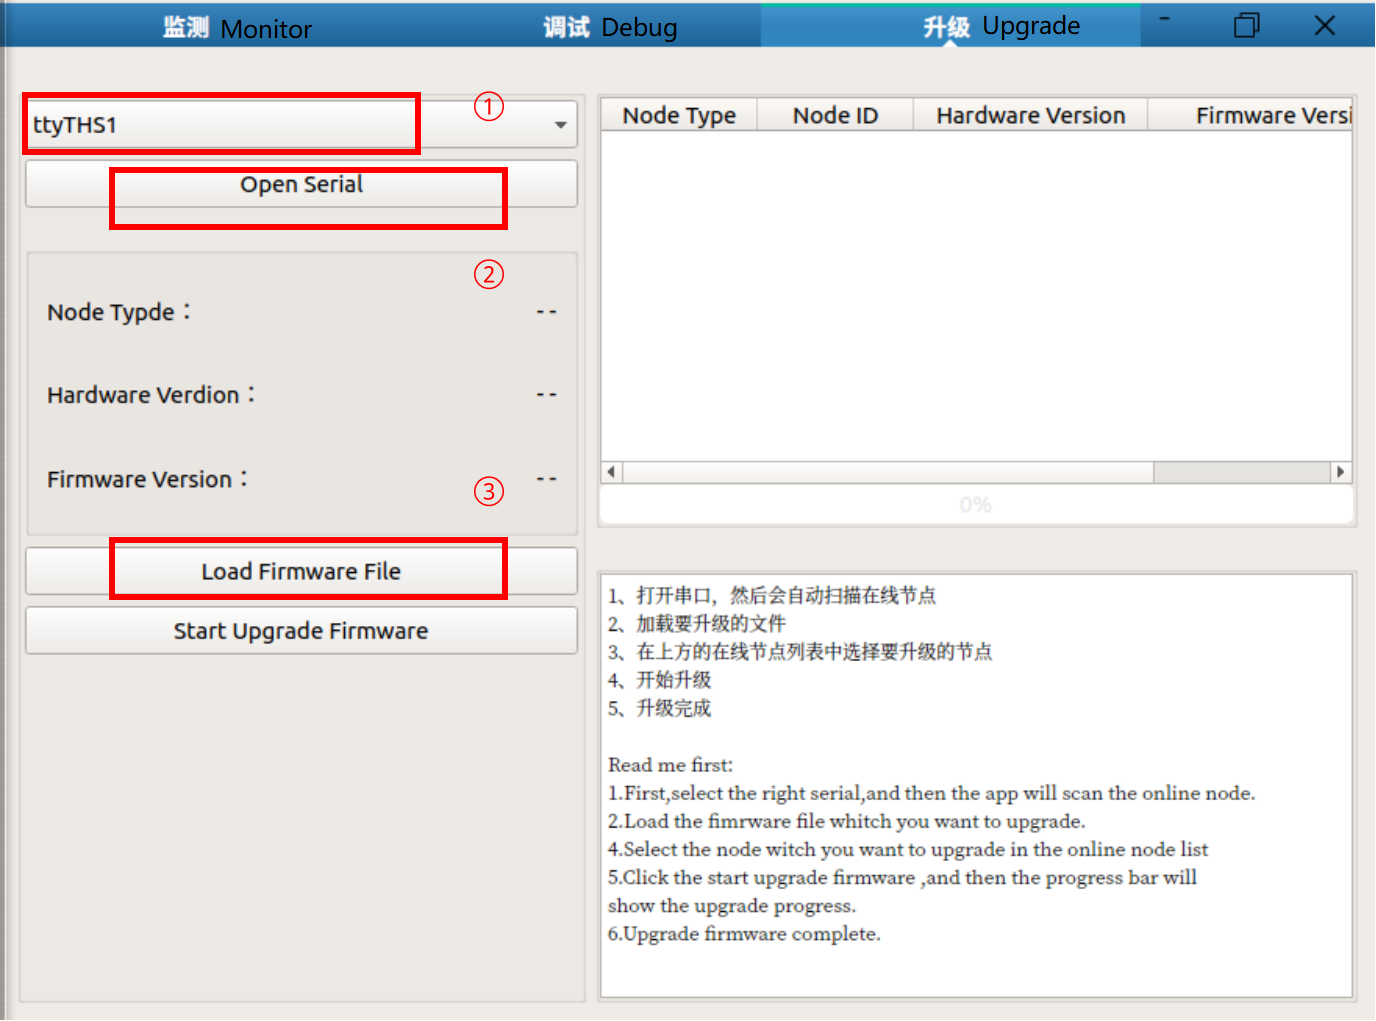 监测 Monitor 调试 Debug 升级 Upgrade
① 
ttyTHS1
Open Serial
②
Node Typde：--
Hardware Verdion：--
Firmware Version：--
③
Load Firmware File
Start Upgrade Firmware
Node Type Node ID Hardware Version Firmware Versi
0%
1、打开串口，然后会自动扫描在线节点
2、加载要升级的文件
3、在上方的在线节点列表中选择要升级的节点
4、开始升级
5、升级完成
Read me first:
1.First,select the right serial,and then the app will scan the online node.
2.Load the fimrware file whitch you want to upgrade.
4.Select the node witch you want to upgrade in the online node list
5.Click the start upgrade firmware ,and then the progress bar will
show the upgrade progress.
6.Upgrade firmware complete.